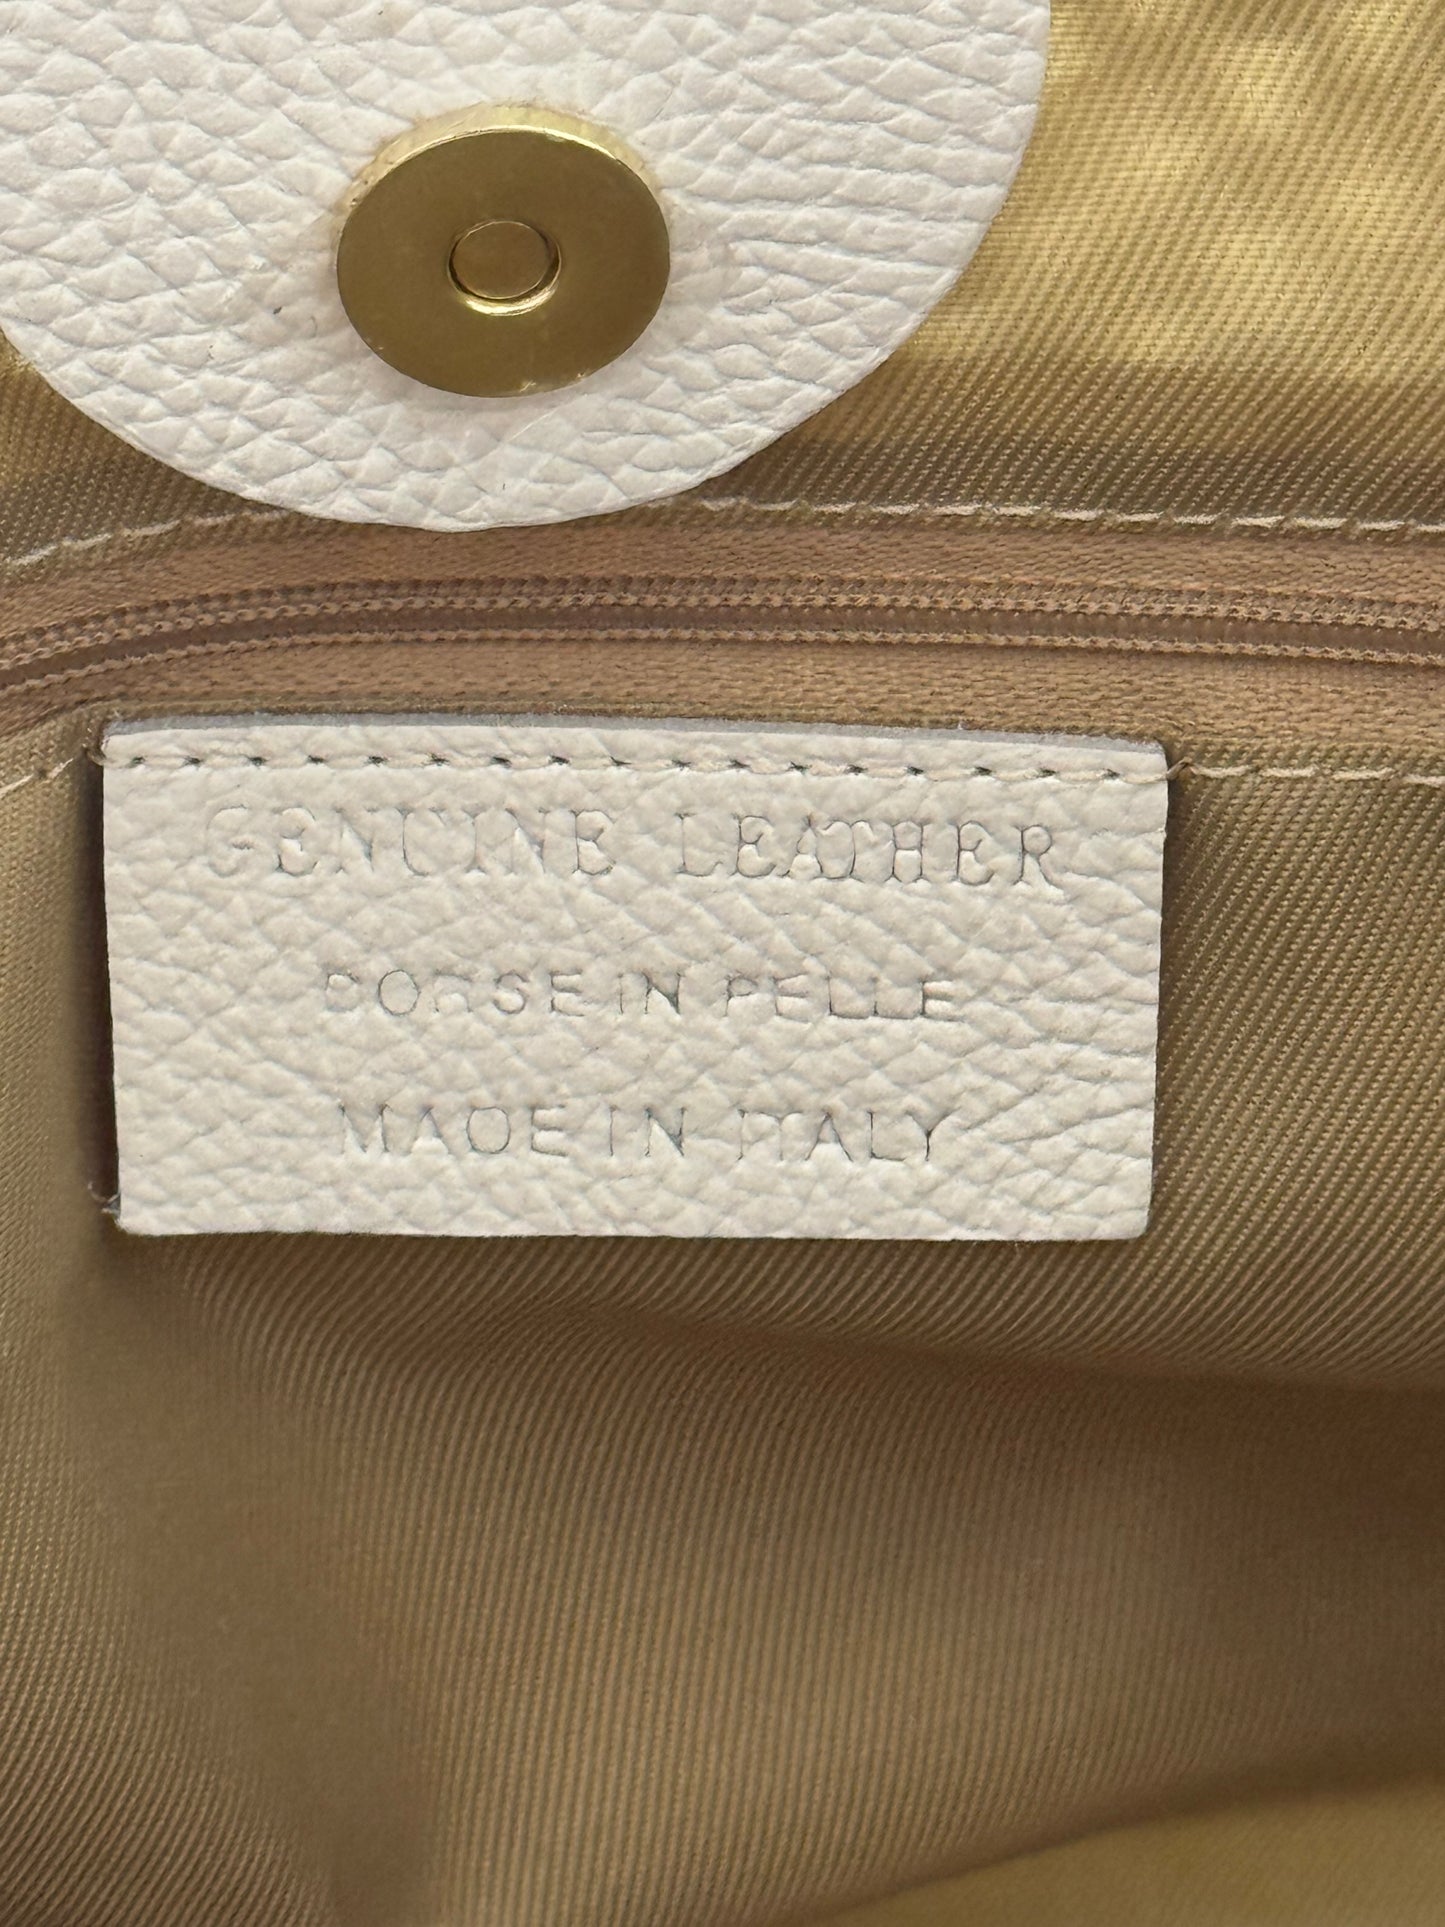 GENUINE LEATHER
BORSE IN PELLE
MADE IN ITALY